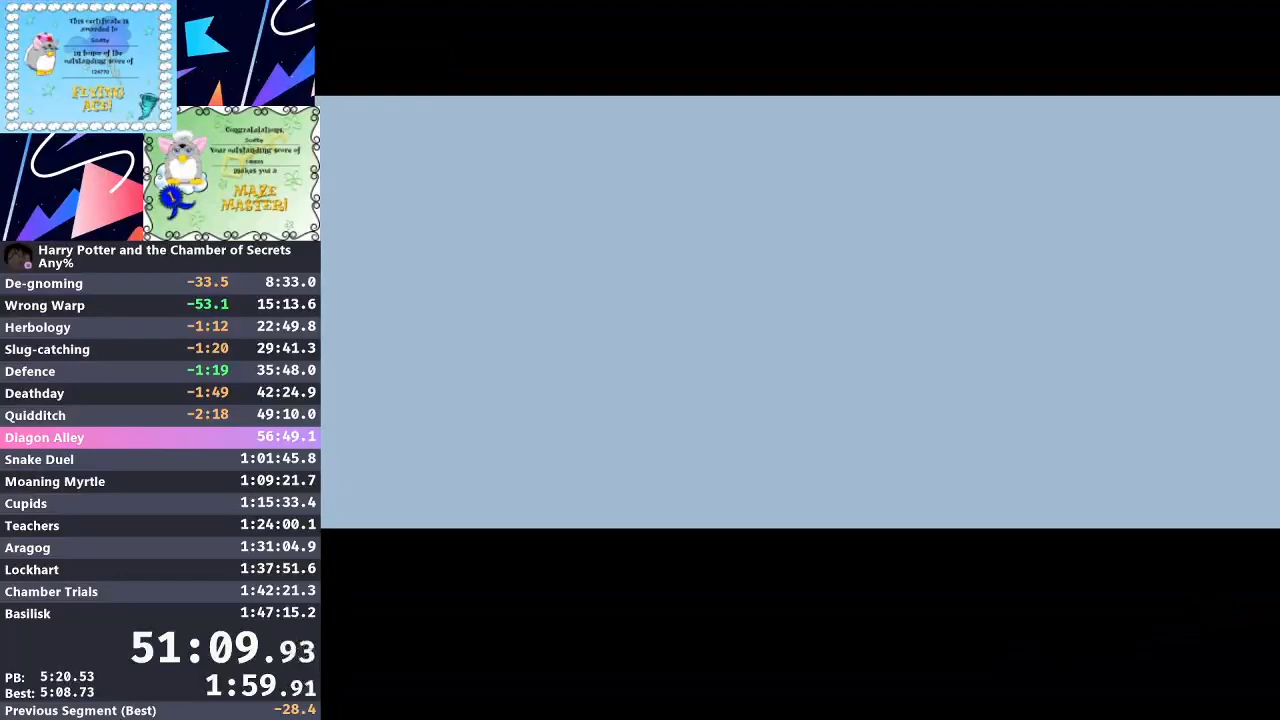 This certificate is
awarded to
Scotty
in honor of the
outstanding score of
124770
FLYING
ACE!
Congratulations,
Scotty
Your outstanding score of
makes you a
MAZE
MASTER!
Harry Potter and the Chamber of Secrets
Any%
De-gnoming -33.5 8:33.0
Wrong Warp -53.1 15:13.6
Herbology -1:12 22:49.8
Slug-catching -1:20 29:41.3
Defence -1:19 35:48.0
Deathday -1:49 42:24.9
Quidditch -2:18 49:10.0
Diagon Alley 56:49.1
Snake Duel 1:01:45.8
Moaning Myrtle 1:09:21.7
Cupids 1:15:33.4
Teachers 1:24:00.1
Aragog 1:31:04.9
Lockhart 1:37:51.6
Chamber Trials 1:42:21.3
Basilisk 1:47:15.2
51:09.93
PB: 5:20.53
Best: 5:08.73
1:59.91
Previous Segment (Best) -28.4